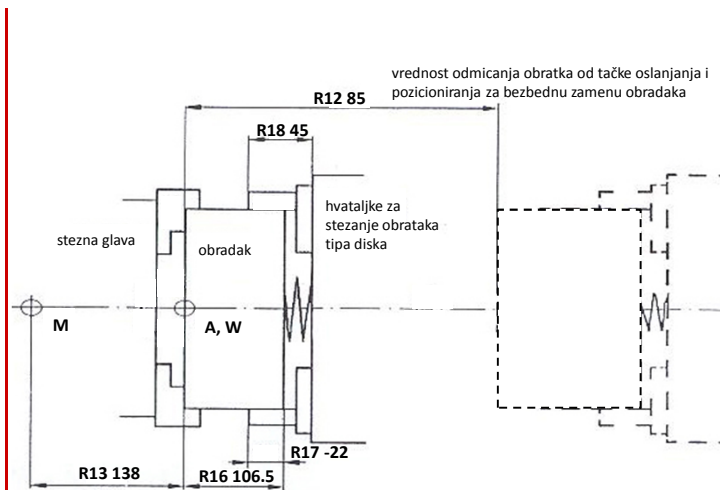 vrednost odmicanja obratka od tačke oslanjanja i
pozicioniranja za bezbednu zamenu obradaka
R12 85
R18 45
hvataljke za
stezanje obrataka
tipa diska
stezna glava
obradak
M
A, W
R17 -22
R13 138
R16 106.5